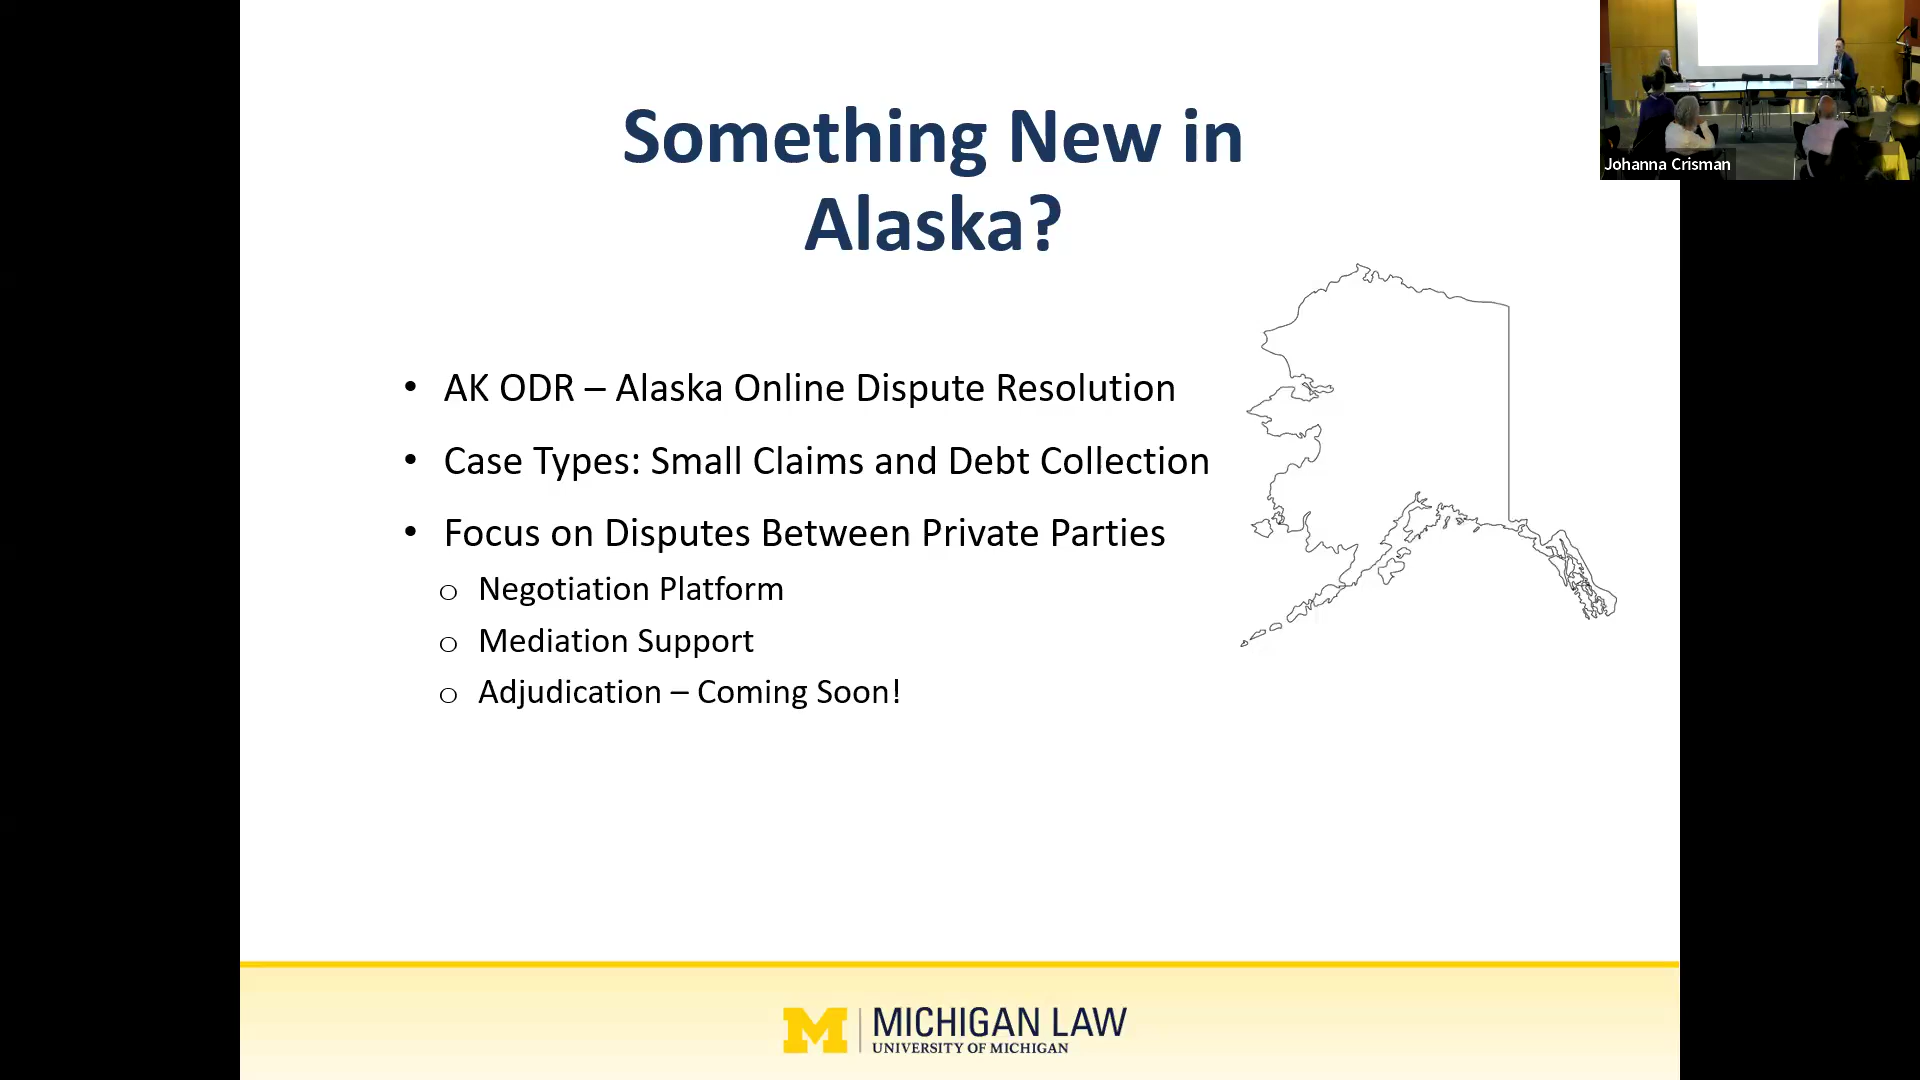 Something New in
Alaska?
• AK ODR – Alaska Online Dispute Resolution
• Case Types: Small Claims and Debt Collection
• Focus on Disputes Between Private Parties
o Negotiation Platform
o Mediation Support
o Adjudication – Coming Soon!
M | MICHIGAN LAW
UNIVERSITY OF MICHIGAN
Johanna Crisman